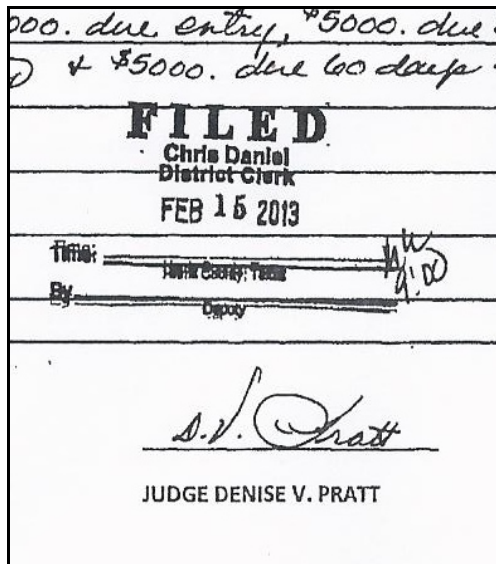 000. due entry, $5000. due
& $5000. due 60 days
FILED
Chris Daniel
District Clerk
FEB 15 2013
Time:
Harris County, Texas
By
Deputy
D.V. Pratt
JUDGE DENISE V. PRATT